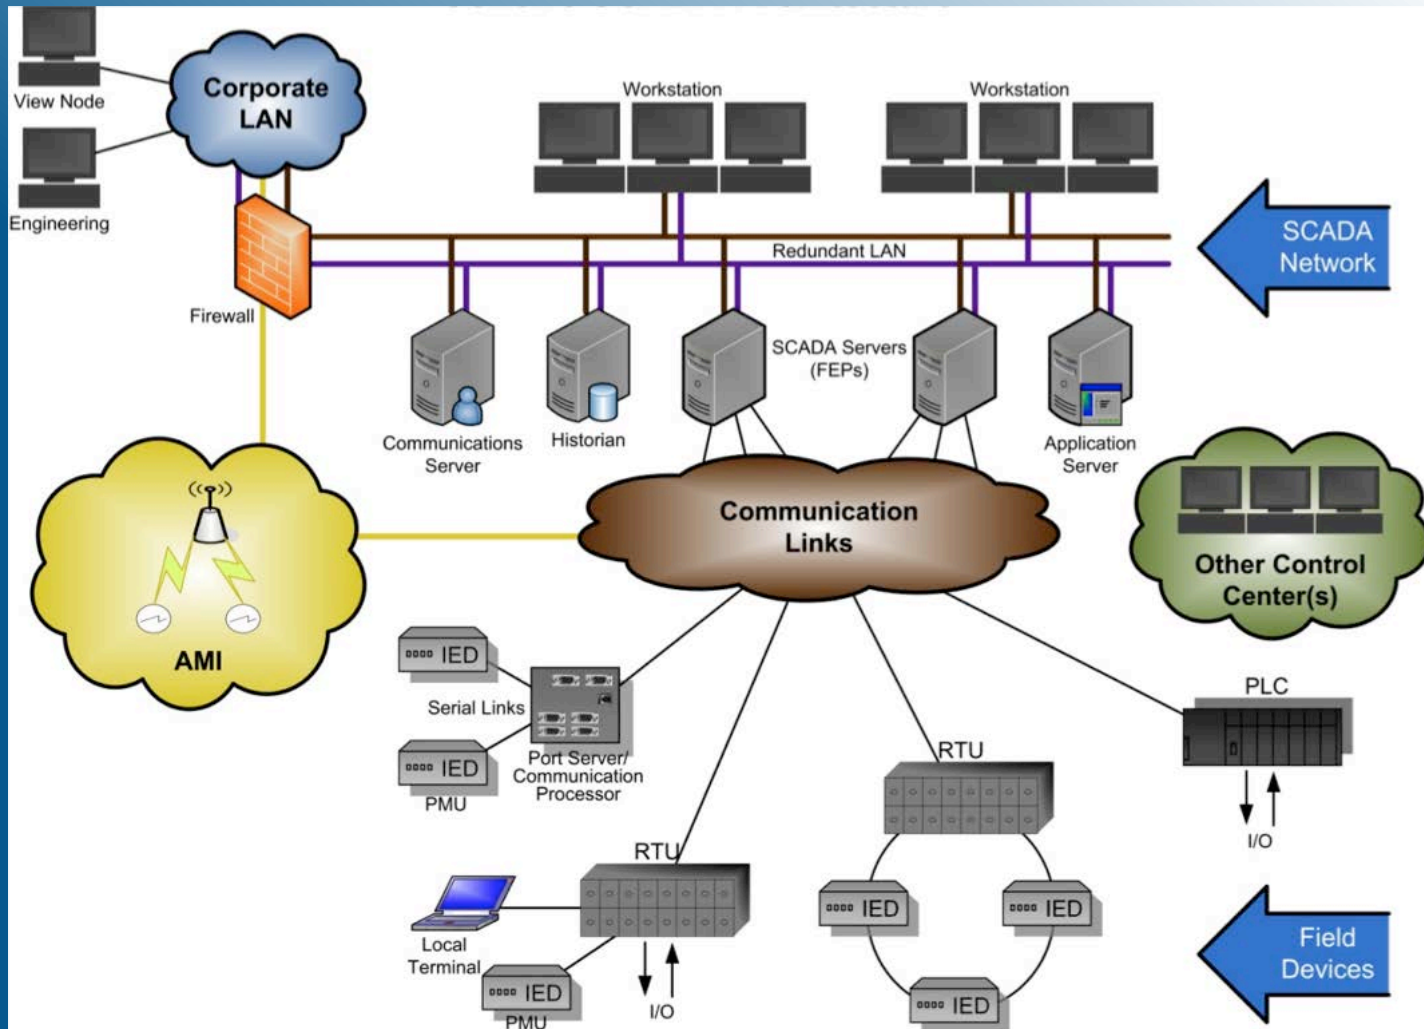 View Node
Engineering
Corporate
LAN
Firewall
Workstation
Workstation
Redundant LAN
SCADA
Network
Communications
Server
Historian
SCADA Servers
(FEPs)
Application
Server
AMI
Communication
Links
Other Control
Center(s)
IED
Serial Links
IED
PMU
Port Server/
Communication
Processor
RTU
Local
Terminal
IED
PMU
I/O
RTU
IED
IED
IED
PLC
I/O
Field
Devices